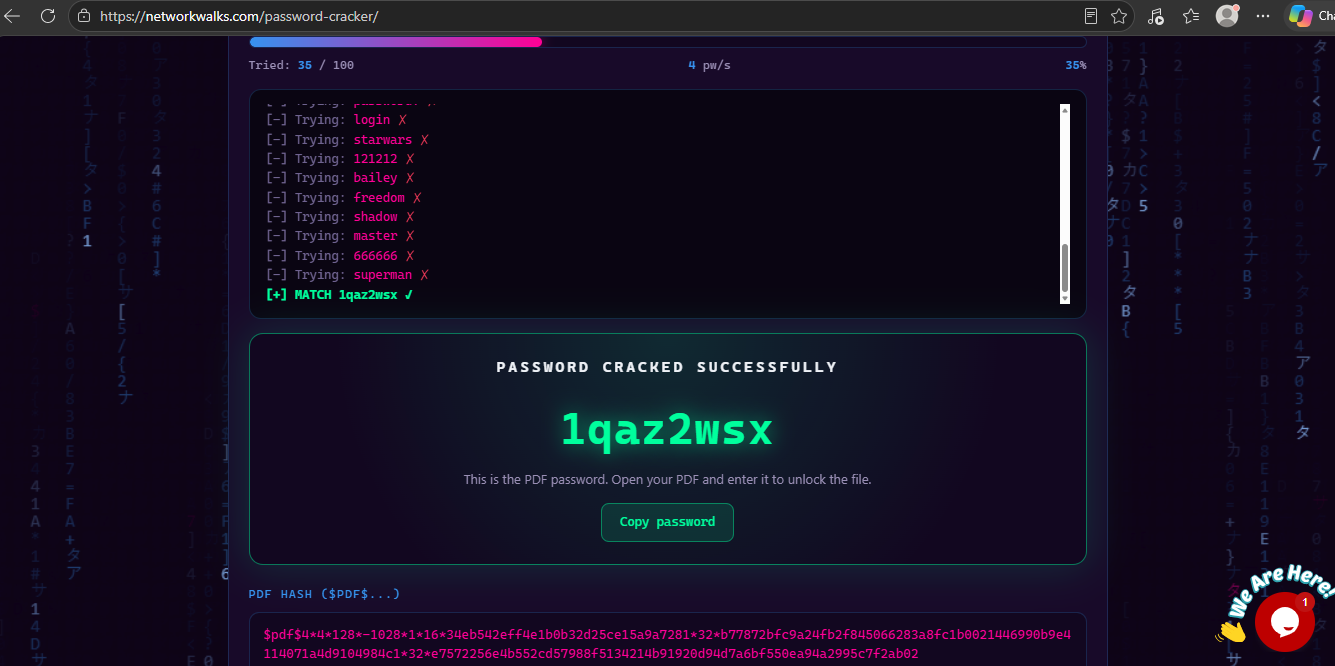 https://networkwalks.com/password-cracker/
Cha
Tried: 35 / 100
4 pw/s
35%
[-] Trying: login ✗
[-] Trying: starwars ✗
[-] Trying: 121212 ✗
[-] Trying: bailey ✗
[-] Trying: freedom ✗
[-] Trying: shadow ✗
[-] Trying: master ✗
[-] Trying: 666666 ✗
[-] Trying: superman ✗
[+] MATCH 1qaz2wsx ✓
PASSWORD CRACKED SUCCESSFULLY
1qaz2wsx
This is the PDF password. Open your PDF and enter it to unlock the file.
Copy password
PDF HASH ($PDF$...)
$pdf$4*4*128*-1028*1*16*34eb542eff4e1b0b32d25ce15a9a7281*32*b77872bfc9a24fb2f845066283a8fc1b0021446990b9e4
114071a4d9104984c1*32*e7572256e4b552cd57988f5134214b91920d94d7a6bf550ea94a2995c7f2ab02
We Are Here!
1